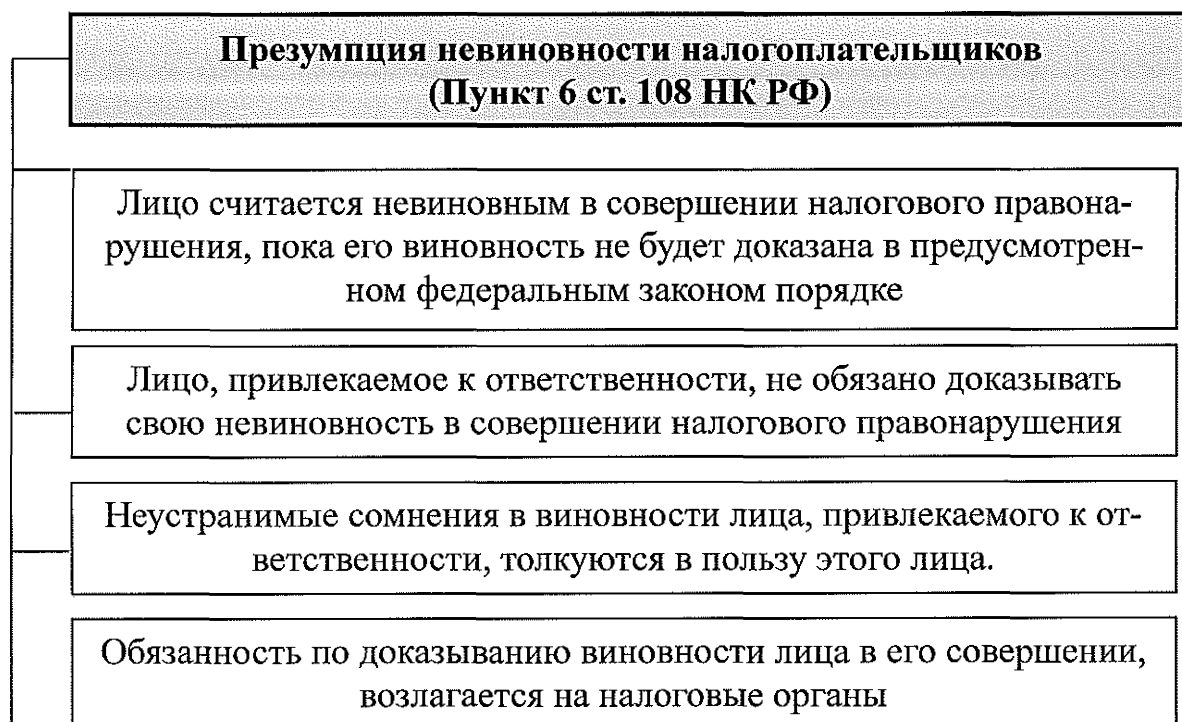 Презумпция невиновности налогоплательщиков
(Пункт 6 ст. 108 НК РФ)
Лицо считается невиновным в совершении налогового правона-
рушения, пока его виновность не будет доказана в предусмотрен-
ном федеральным законом порядке
Лицо, привлекаемое к ответственности, не обязано доказывать
свою невиновность в совершении налогового правонарушения
Неустранимые сомнения в виновности лица, привлекаемого к от-
ветственности, толкуются в пользу этого лица.
Обязанность по доказыванию виновности лица в его совершении,
возлагается на налоговые органы